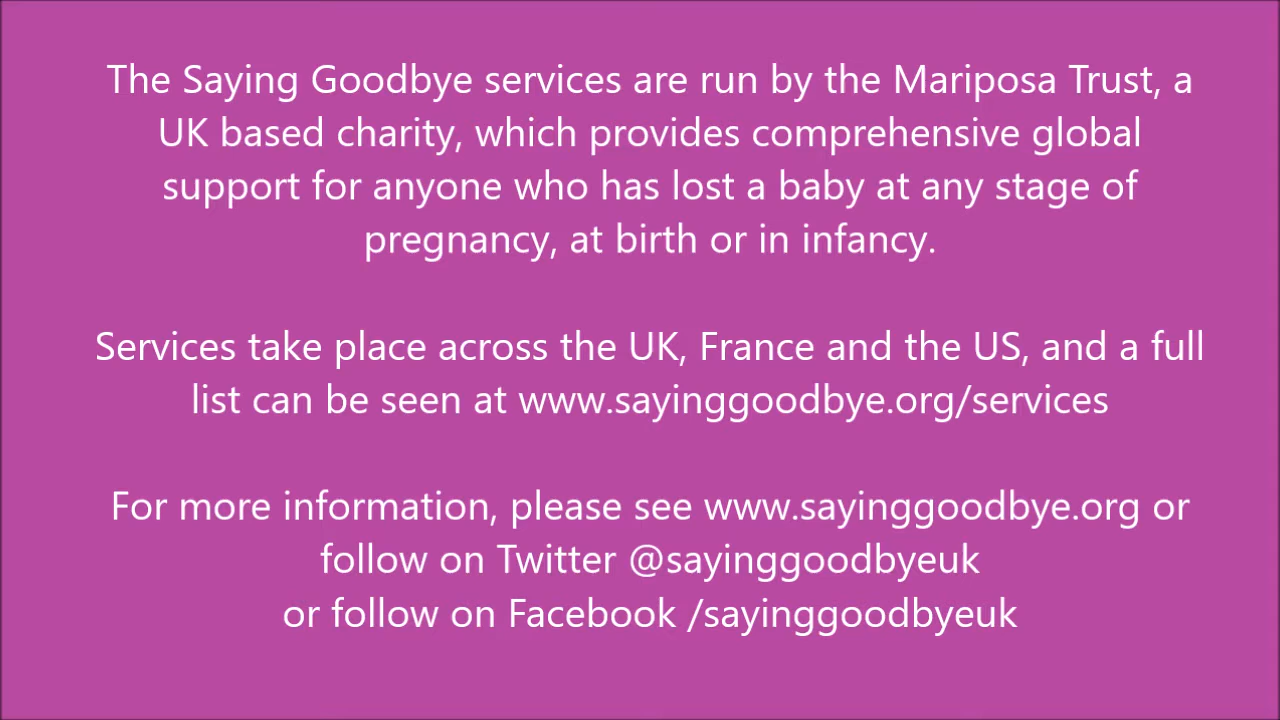 The Saying Goodbye services are run by the Mariposa Trust, a
UK based charity, which provides comprehensive global
support for anyone who has lost a baby at any stage of
pregnancy, at birth or in infancy.
Services take place across the UK, France and the US, and a full
list can be seen at www.sayinggoodbye.org/services
For more information, please see www.sayinggoodbye.org or
follow on Twitter @sayinggoodbyeuk
or follow on Facebook /sayinggoodbyeuk